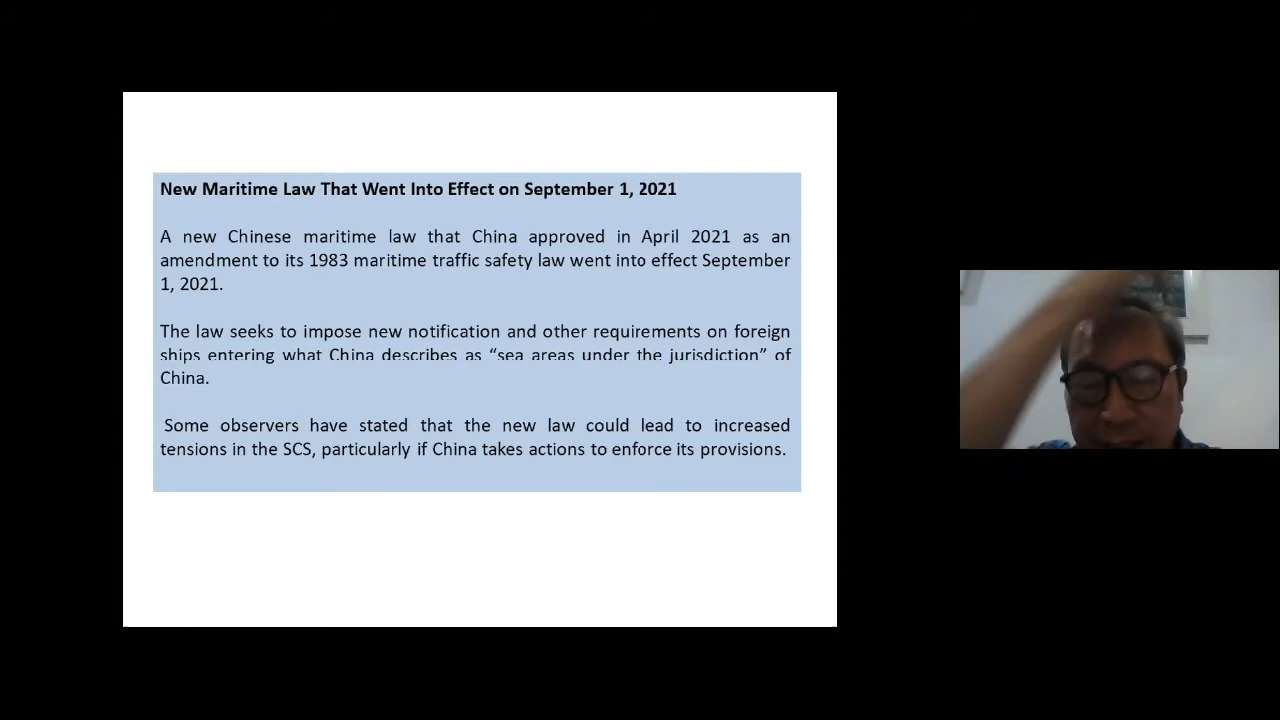 New Maritime Law That Went Into Effect on September 1, 2021
A new Chinese maritime law that China approved in April 2021 as an
amendment to its 1983 maritime traffic safety law went into effect September
1, 2021.
The law seeks to impose new notification and other requirements on foreign
ships entering what China describes as “sea areas under the jurisdiction” of
China.
Some observers have stated that the new law could lead to increased
tensions in the SCS, particularly if China takes actions to enforce its provisions.